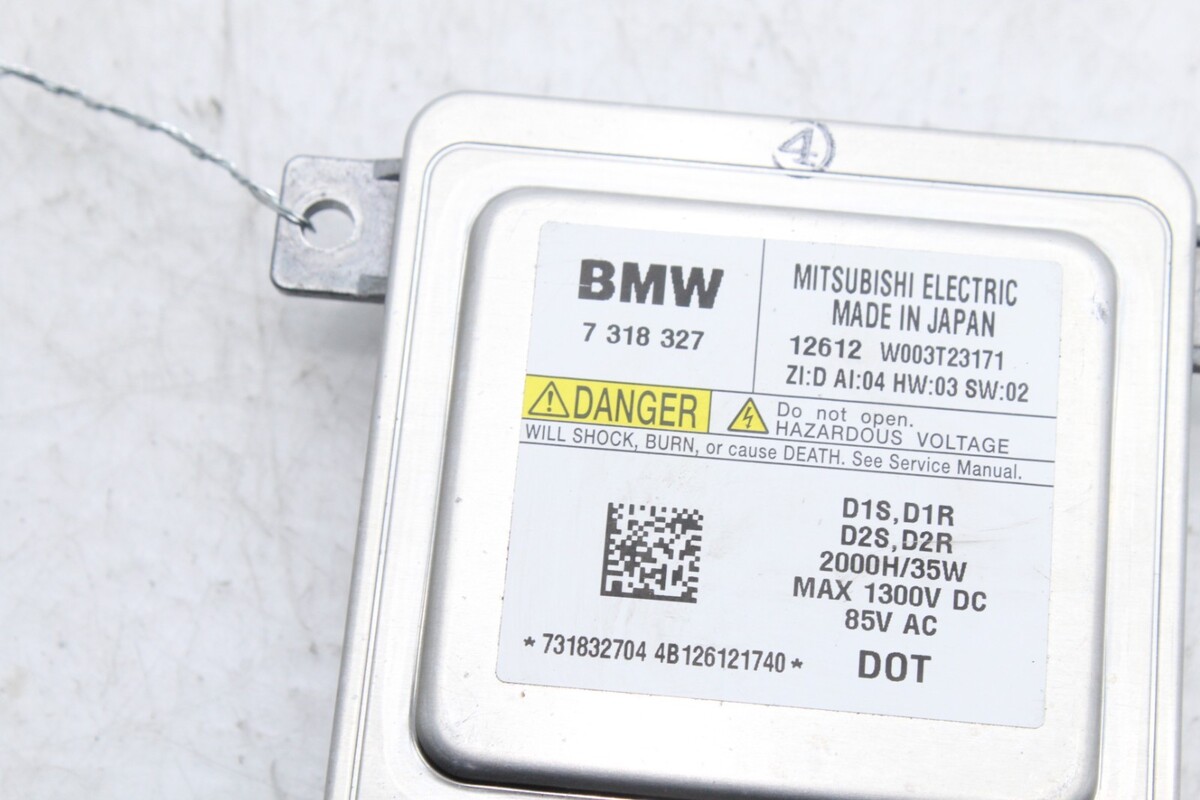 4
BMW
7 318 327
MITSUBISHI ELECTRIC
MADE IN JAPAN
12612 W003T23171
ZI:D AI:04 HW:03 SW:02
DANGER
Do not open.
HAZARDOUS VOLTAGE
WILL SHOCK, BURN, or cause DEATH. See Service Manual.
D1S,D1R
D2S,D2R
2000H/35W
MAX 1300V DC
85V AC
*731832704 4B126121740*
DOT